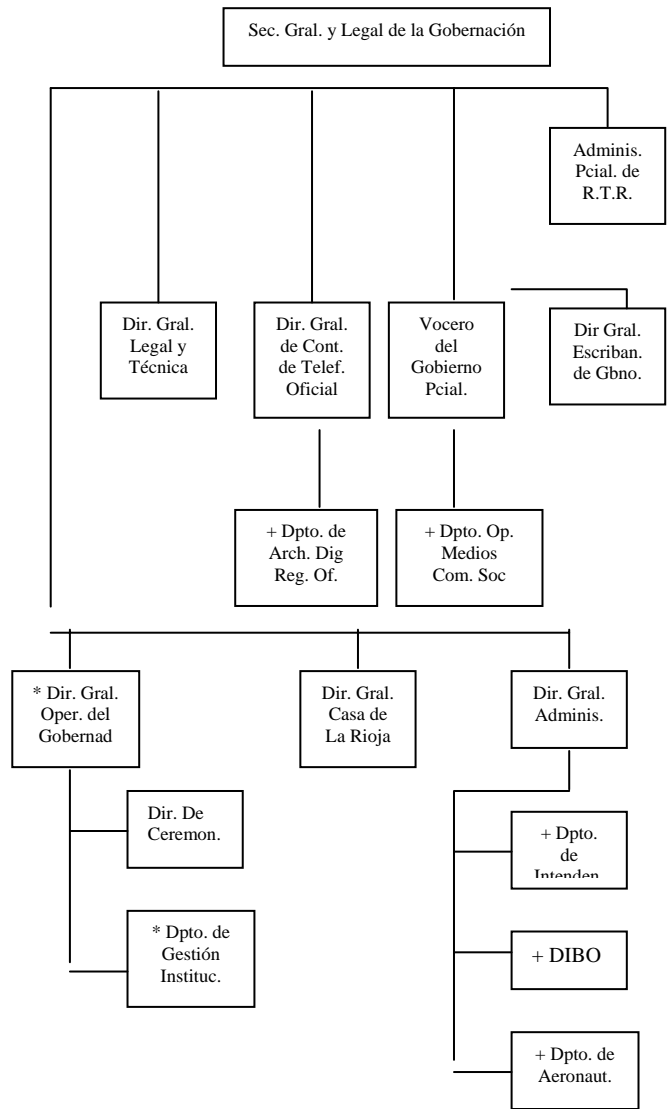 Sec. Gral. y Legal de la Gobernación
Adminis.
Pcial. de
R.T.R.
Dir. Gral.
Legal y
Técnica
Dir. Gral.
de Cont.
de Telef.
Oficial
Vocero
del
Gobierno
Pcial.
Dir Gral.
Escriban.
de Gbno.
+ Dpto. de
Arch. Dig
Reg. Of.
+ Dpto. Op.
Medios
Com. Soc
* Dir. Gral.
Oper. del
Gobernad
Dir. Gral.
Casa de
La Rioja
Dir. Gral.
Adminis.
Dir. De
Ceremon.
+ Dpto.
de
Intenden
* Dpto. de
Gestión
Instituc.
+ DIBO
+ Dpto. de
Aeronaut.